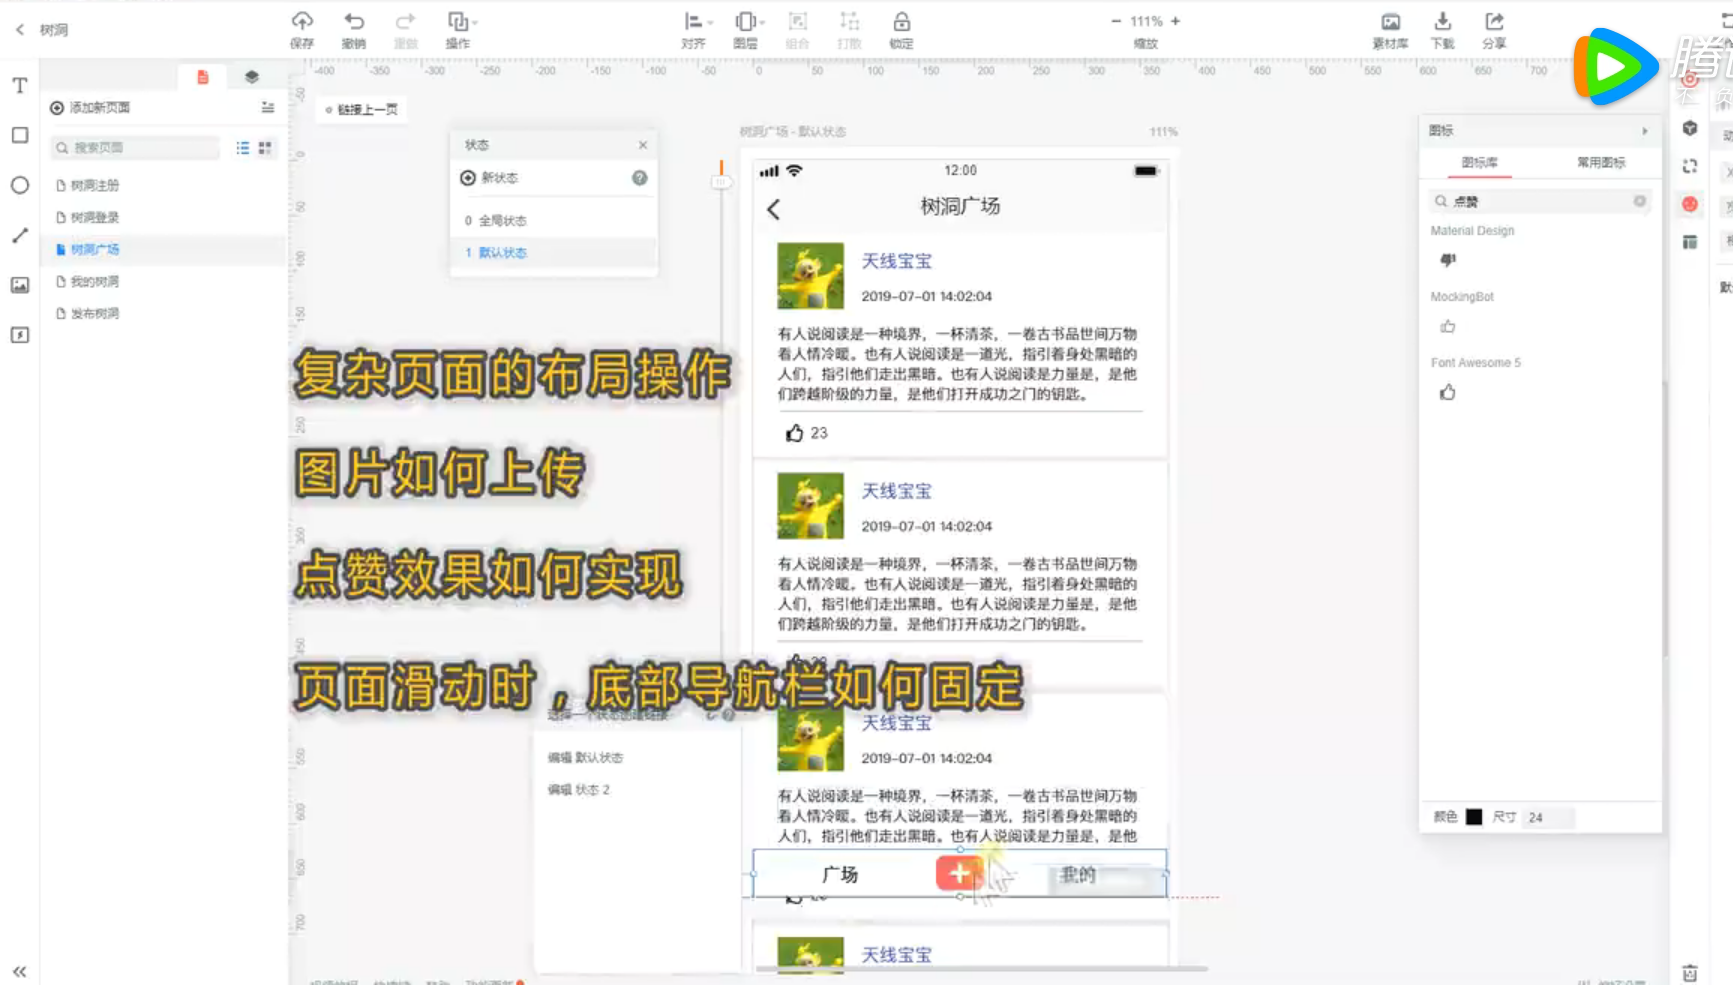 树洞
保存
撤销
重做
操作
对齐
图层
组合
打散
锁定
111%
缩放
素材库
下载
分享
添加新页面
搜索页面
树洞注册
树洞登录
树洞广场
我的树洞
发布树洞
-400 -350 -300 -250 -200 -150 -100 -50 0 50 100 150 200 250 300 350 400 450 500 550 600 650 700
链接上一页
状态
新状态
0 全局状态
1 默认状态
树洞广场 - 默认状态
111%
12:00
树洞广场
天线宝宝
2019-07-01 14:02:04
有人说阅读是一种境界，一杯清茶，一卷古书品世间万物
看人情冷暖。也有人说阅读是一道光，指引着身处黑暗的
人们，指引他们走出黑暗。也有人说阅读是力量是，是他
们跨越阶级的力量，是他们打开成功之门的钥匙。
23
天线宝宝
2019-07-01 14:02:04
有人说阅读是一种境界，一杯清茶，一卷古书品世间万物
看人情冷暖。也有人说阅读是一道光，指引着身处黑暗的
人们，指引他们走出黑暗。也有人说阅读是力量是，是他
们跨越阶级的力量，是他们打开成功之门的钥匙。
天线宝宝
2019-07-01 14:02:04
有人说阅读是一种境界，一杯清茶，一卷古书品世间万物
看人情冷暖。也有人说阅读是一道光，指引着身处黑暗的
人们，指引他们走出黑暗。也有人说阅读是力量是，是他
广场
我的
天线宝宝
复杂页面的布局操作
图片如何上传
点赞效果如何实现
页面滑动时，底部导航栏如何固定
编辑 默认状态
编辑 状态 2
图标
图标库
常用图标
点赞
Material Design
MockingBot
Font Awesome 5
颜色
尺寸
24